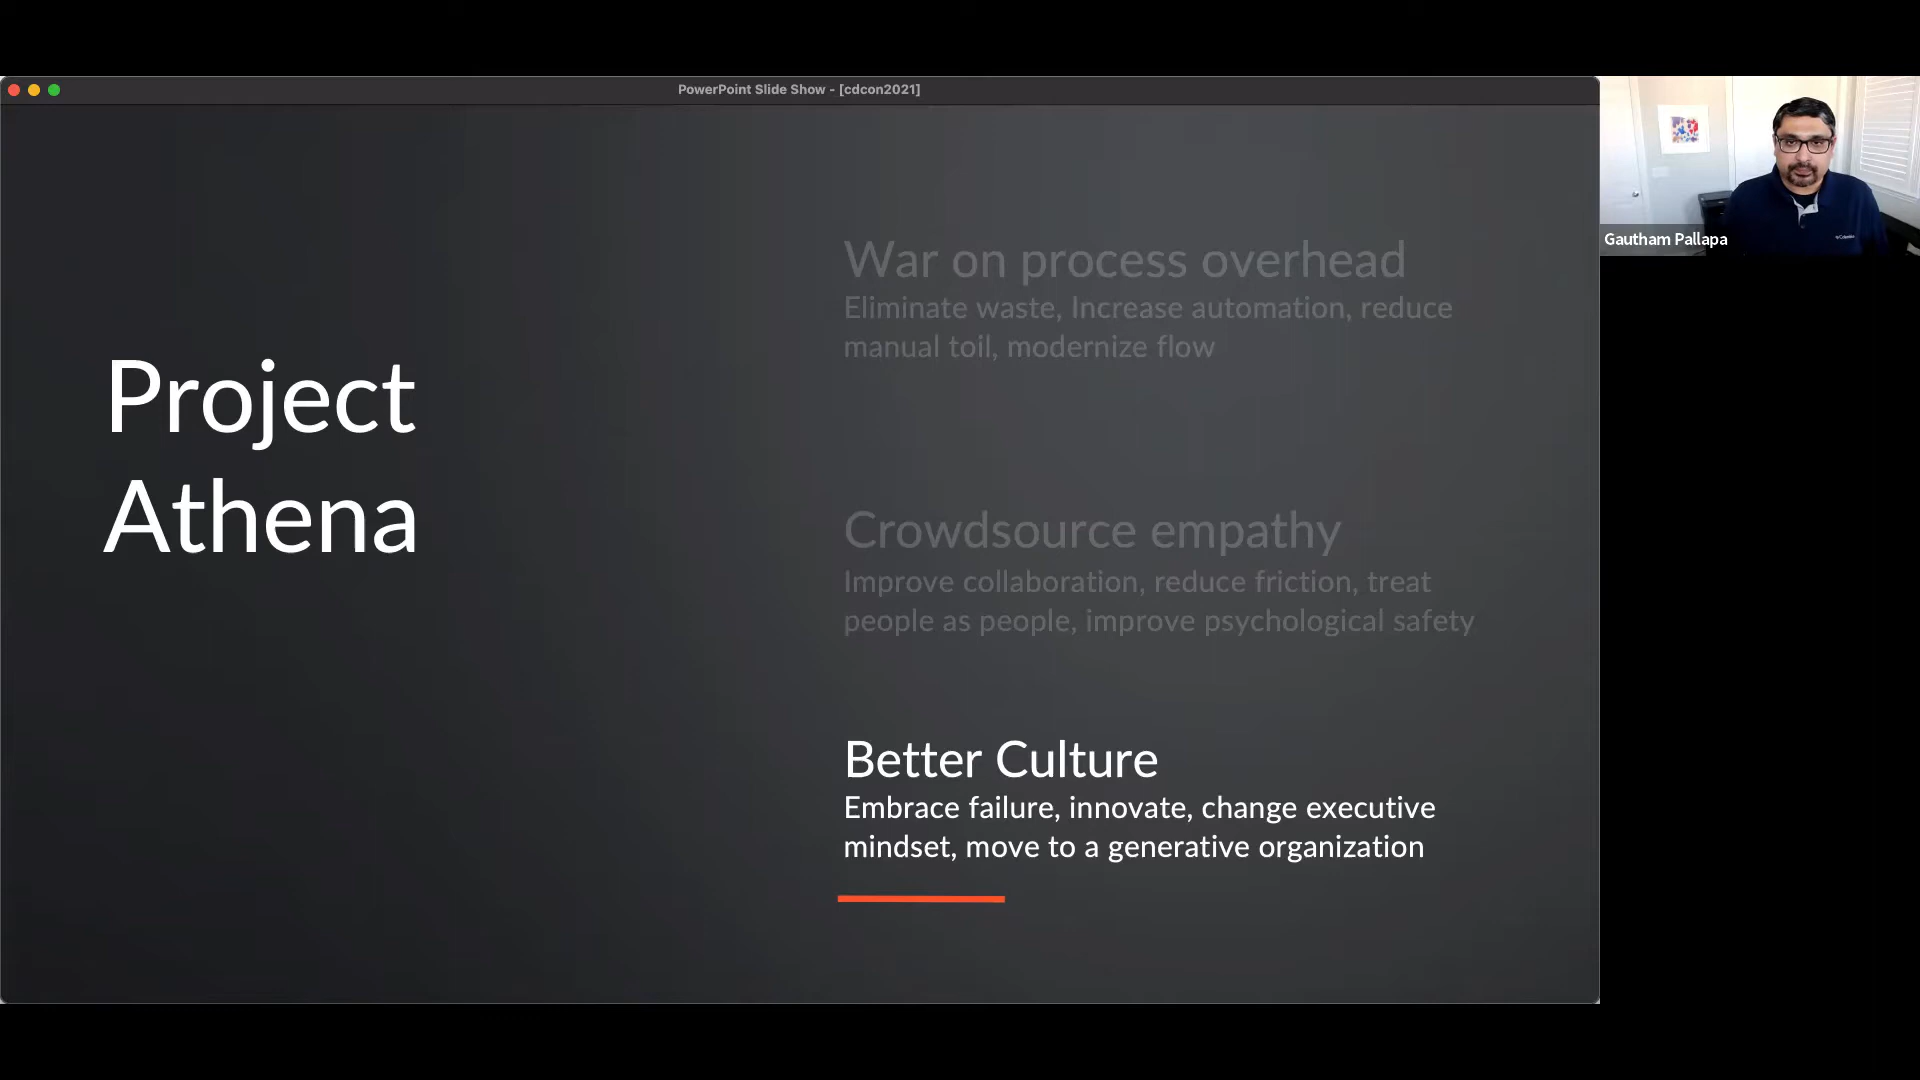 PowerPoint Slide Show - [cdcon2021]
Project
Athena
War on process overhead
Eliminate waste, Increase automation, reduce
manual toil, modernize flow
Crowdsource empathy
Improve collaboration, reduce friction, treat
people as people, improve psychological safety
Better Culture
Embrace failure, innovate, change executive
mindset, move to a generative organization
Gautham Pallapa